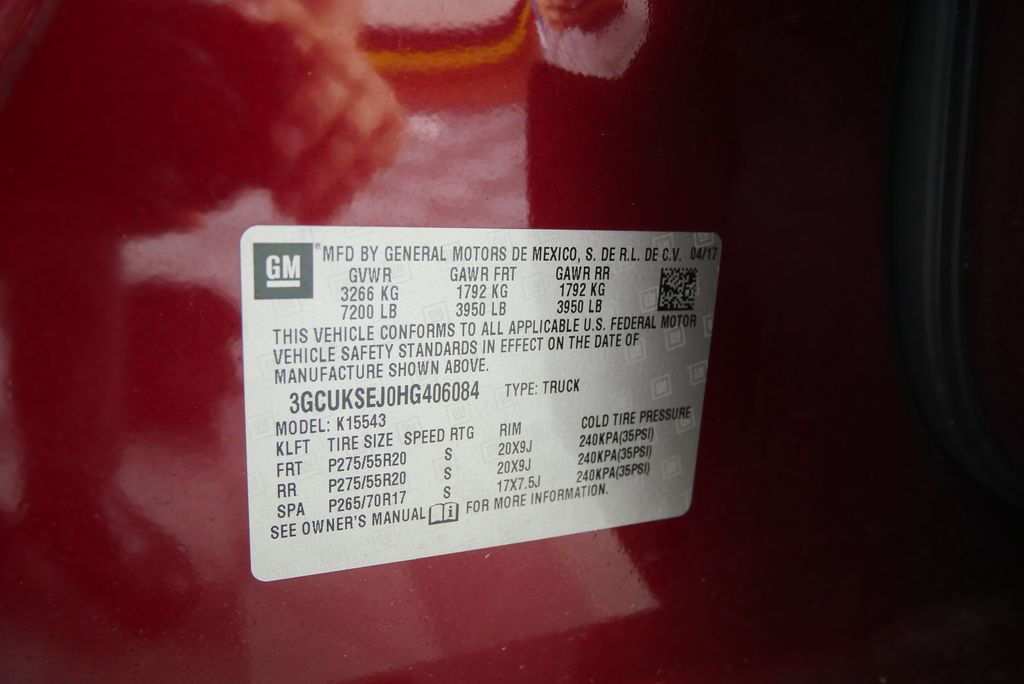 GM ® MFD BY GENERAL MOTORS DE MEXICO, S. DE R.L. DE C.V. 04/17
GVWR GAWR FRT GAWR RR
3266 KG 1792 KG 1792 KG
7200 LB 3950 LB 3950 LB
THIS VEHICLE CONFORMS TO ALL APPLICABLE U.S. FEDERAL MOTOR
VEHICLE SAFETY STANDARDS IN EFFECT ON THE DATE OF
MANUFACTURE SHOWN ABOVE.
3GCUKSEJ0HG406084 TYPE: TRUCK
MODEL: K15543
KLFT TIRE SIZE SPEED RTG RIM COLD TIRE PRESSURE
FRT P275/55R20 S 20X9J 240KPA(35PSI)
RR P275/55R20 S 20X9J 240KPA(35PSI)
SPA P265/70R17 S 17X7.5J 240KPA(35PSI)
SEE OWNER'S MANUAL i FOR MORE INFORMATION.